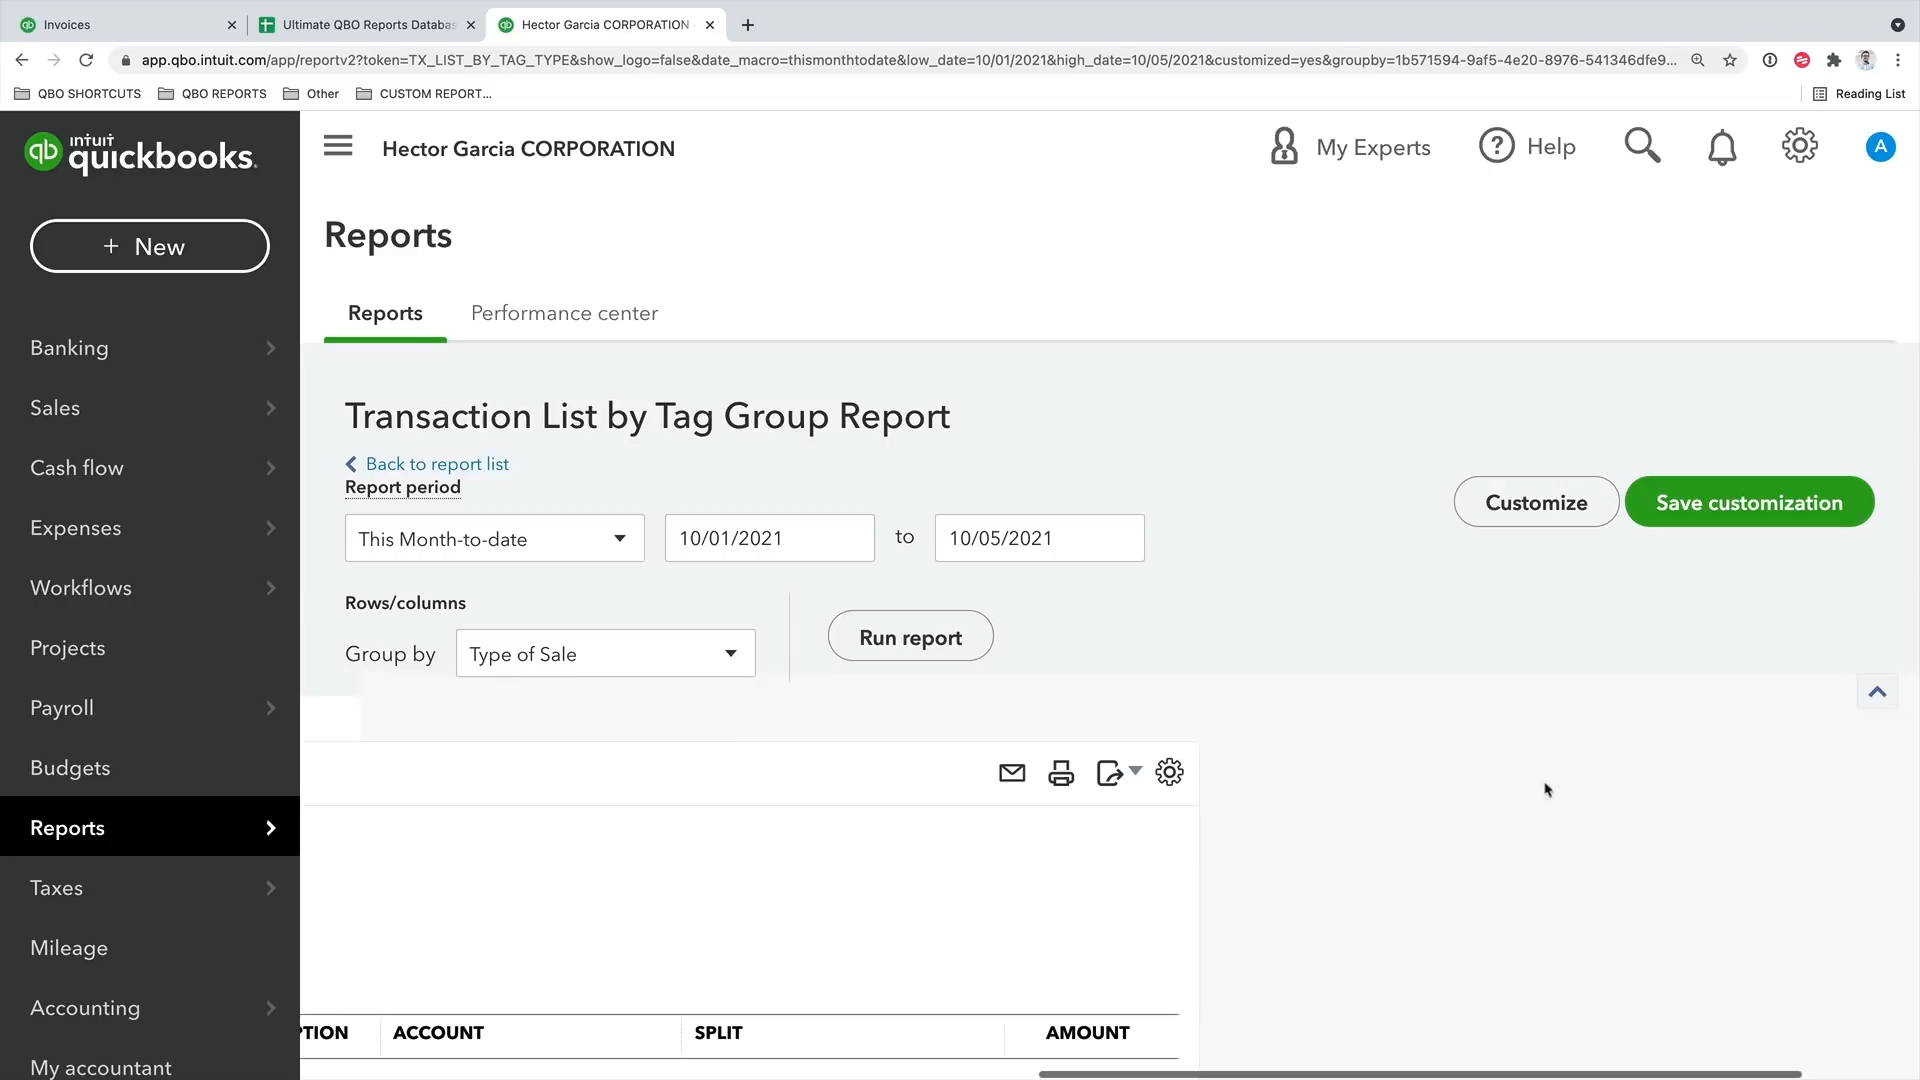 Invoices
Ultimate QBO Reports Databas
Hector Garcia CORPORATION
app.qbo.intuit.com/app/reportv2?token=TX_LIST_BY_TAG_TYPE&show_logo=false&date_macro=thismonthtodate&low_date=10/01/2021&high_date=10/05/2021&customized=yes&groupby=1b571594-9af5-4e20-8976-541346dfe9...
QBO SHORTCUTS
QBO REPORTS
Other
CUSTOM REPORT...
Reading List
qb
intuit
quickbooks.
Hector Garcia CORPORATION
My Experts
? Help
A
+ New
Banking
Sales
Cash flow
Expenses
Workflows
Projects
Payroll
Budgets
Reports
Taxes
Mileage
Accounting
My accountant
Reports
Reports
Performance center
Transaction List by Tag Group Report
Back to report list
Report period
This Month-to-date
10/01/2021
to
10/05/2021
Customize
Save customization
Rows/columns
Group by
Type of Sale
Run report
PTION
ACCOUNT
SPLIT
AMOUNT